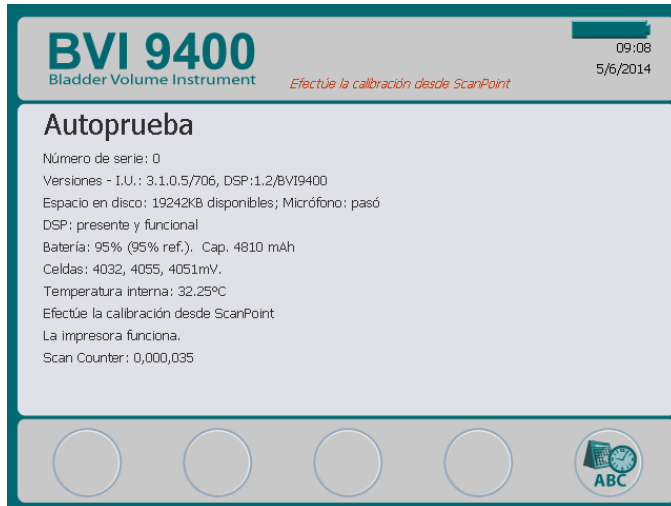 BVI 9400
Bladder Volume Instrument
Efectúe la calibración desde ScanPoint
09:08
5/6/2014
Autoprueba
Número de serie: 0
Versiones - I.U.: 3.1.0.5/706, DSP:1.2/BVI9400
Espacio en disco: 19242KB disponibles; Micrófono: pasó
DSP: presente y funcional
Batería: 95% (95% ref.). Cap. 4810 mAh
Celdas: 4032, 4055, 4051mV.
Temperatura interna: 32.25ºC
Efectúe la calibración desde ScanPoint
La impresora funciona.
Scan Counter: 0,000,035
ABC